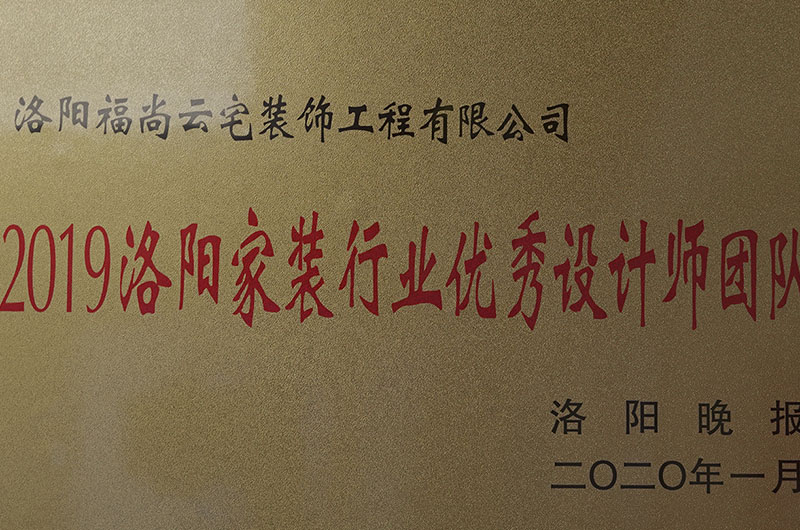 洛阳福尚云宅装饰工程有限公司
2019洛阳家装行业优秀设计师团队
洛阳晚报
二〇二〇年一月